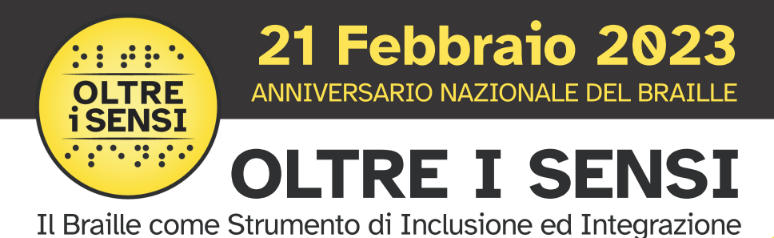 21 Febbraio 2023
ANNIVERSARIO NAZIONALE DEL BRAILLE
OLTRE
i SENSI
OLTRE I SENSI
Il Braille come Strumento di Inclusione ed Integrazione